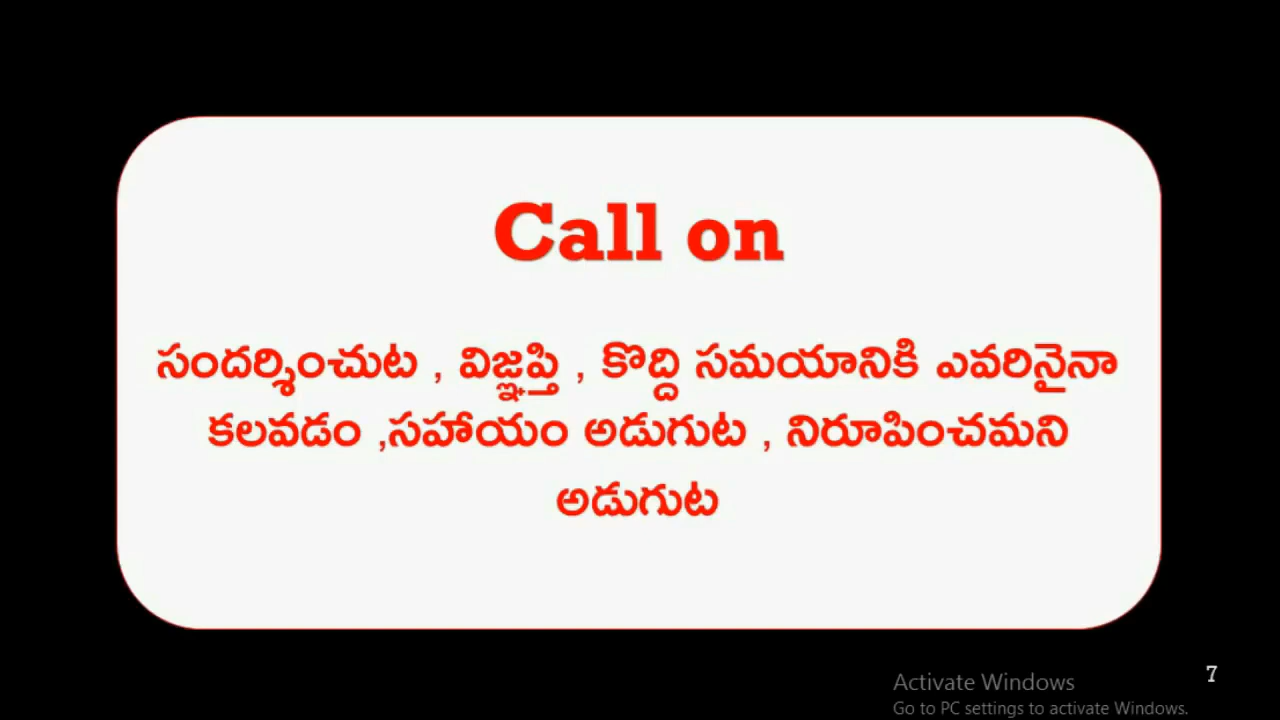 Call on
సందర్శించుట , విజ్ఞప్తి , కొద్ది సమయానికి ఎవరినైనా
కలవడం ,సహాయం అడుగుట , నిరూపించమని
అడుగుట
7
Activate Windows
Go to PC settings to activate Windows.